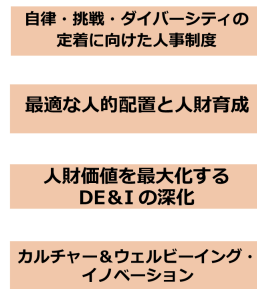 自律・挑戦・ダイバーシティの
定着に向けた人事制度
最適な人的配置と人財育成
人財価値を最大化する
DE&Iの深化
カルチャー&ウェルビーイング・
イノベーション